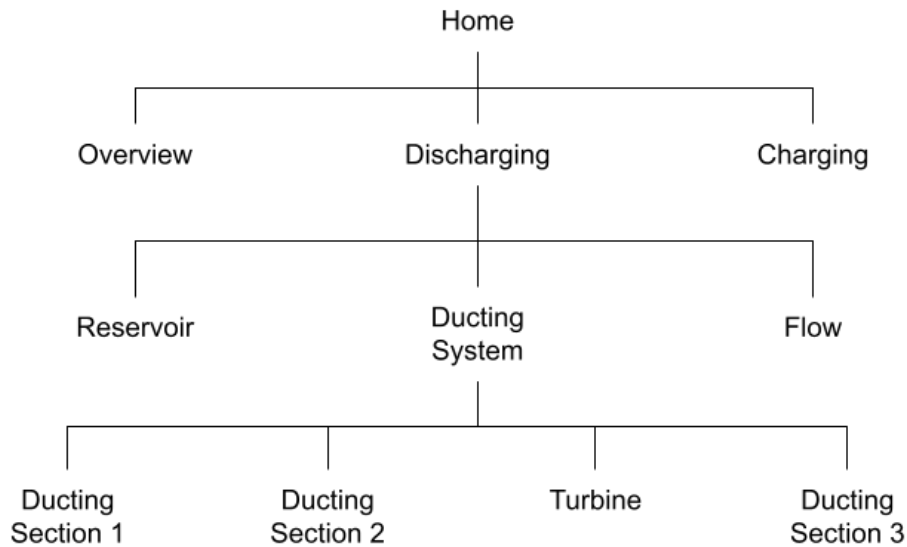 Home
Overview
Discharging
Charging
Reservoir
Ducting
System
Flow
Ducting
Section 1
Ducting
Section 2
Turbine
Ducting
Section 3